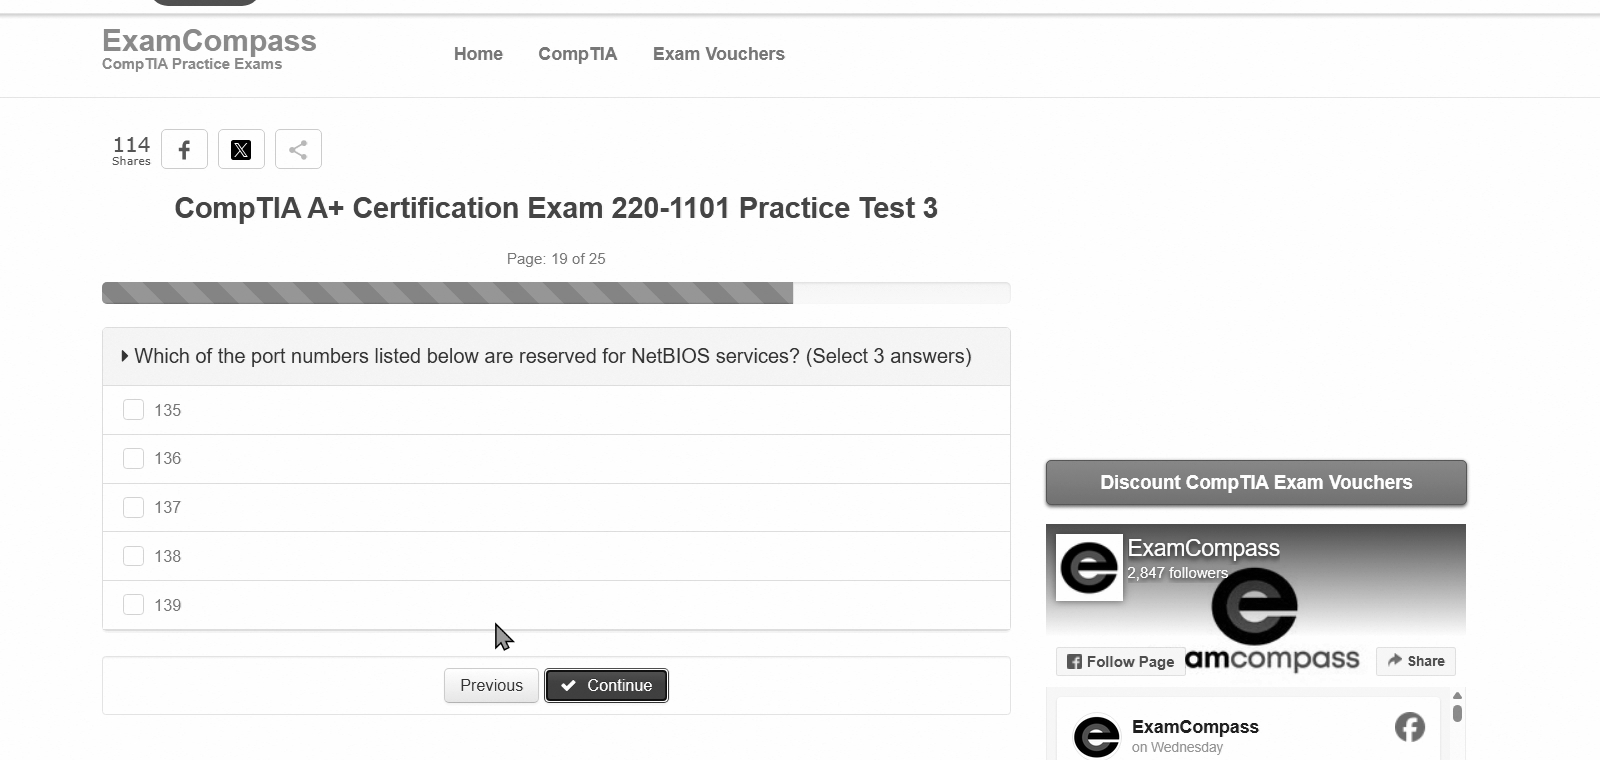 ExamCompass
CompTIA Practice Exams
Home
CompTIA
Exam Vouchers
114
Shares
CompTIA A+ Certification Exam 220-1101 Practice Test 3
Page: 19 of 25
Which of the port numbers listed below are reserved for NetBIOS services? (Select 3 answers)
135
136
137
138
139
Previous
Continue
Discount CompTIA Exam Vouchers
ExamCompass
2,847 followers
Follow Page
amcompass
Share
ExamCompass
on Wednesday